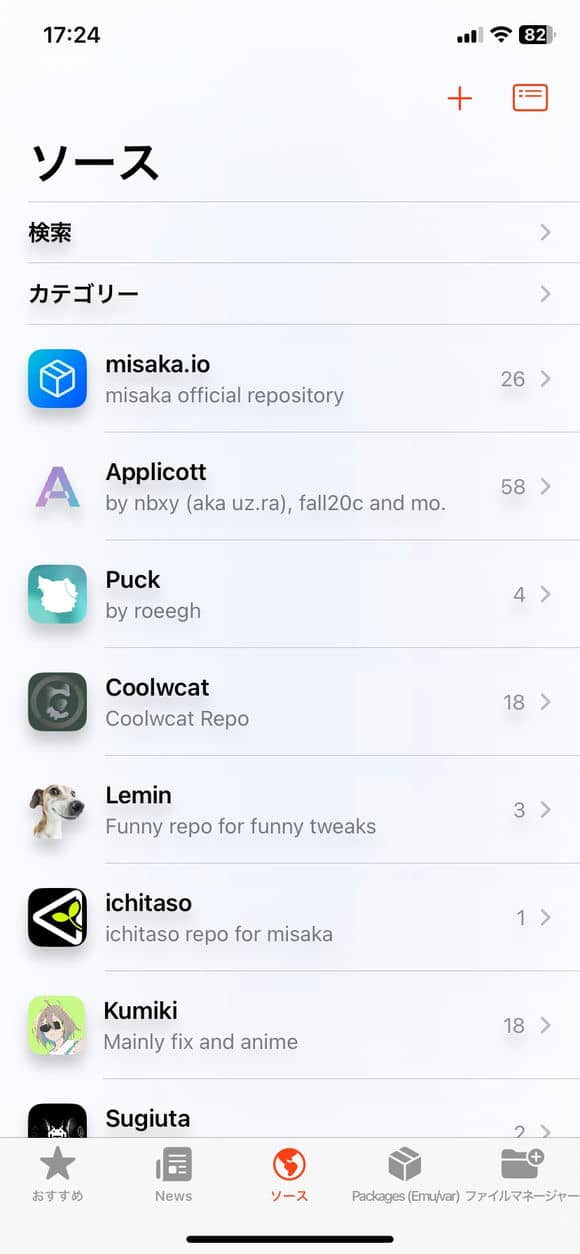 17:24
82
ソース
検索
カテゴリー
misaka.io
misaka official repository
26
Applicott
by nbxy (aka uz.ra), fall20c and mo.
58
Puck
by roeegh
4
Coolwcat
Coolwcat Repo
18
Lemin
Funny repo for funny tweaks
3
ichitaso
ichitaso repo for misaka
1
Kumiki
Mainly fix and anime
18
Sugiuta
2
おすすめ
News
ソース
Packages (Emu/var)
ファイルマネージャー